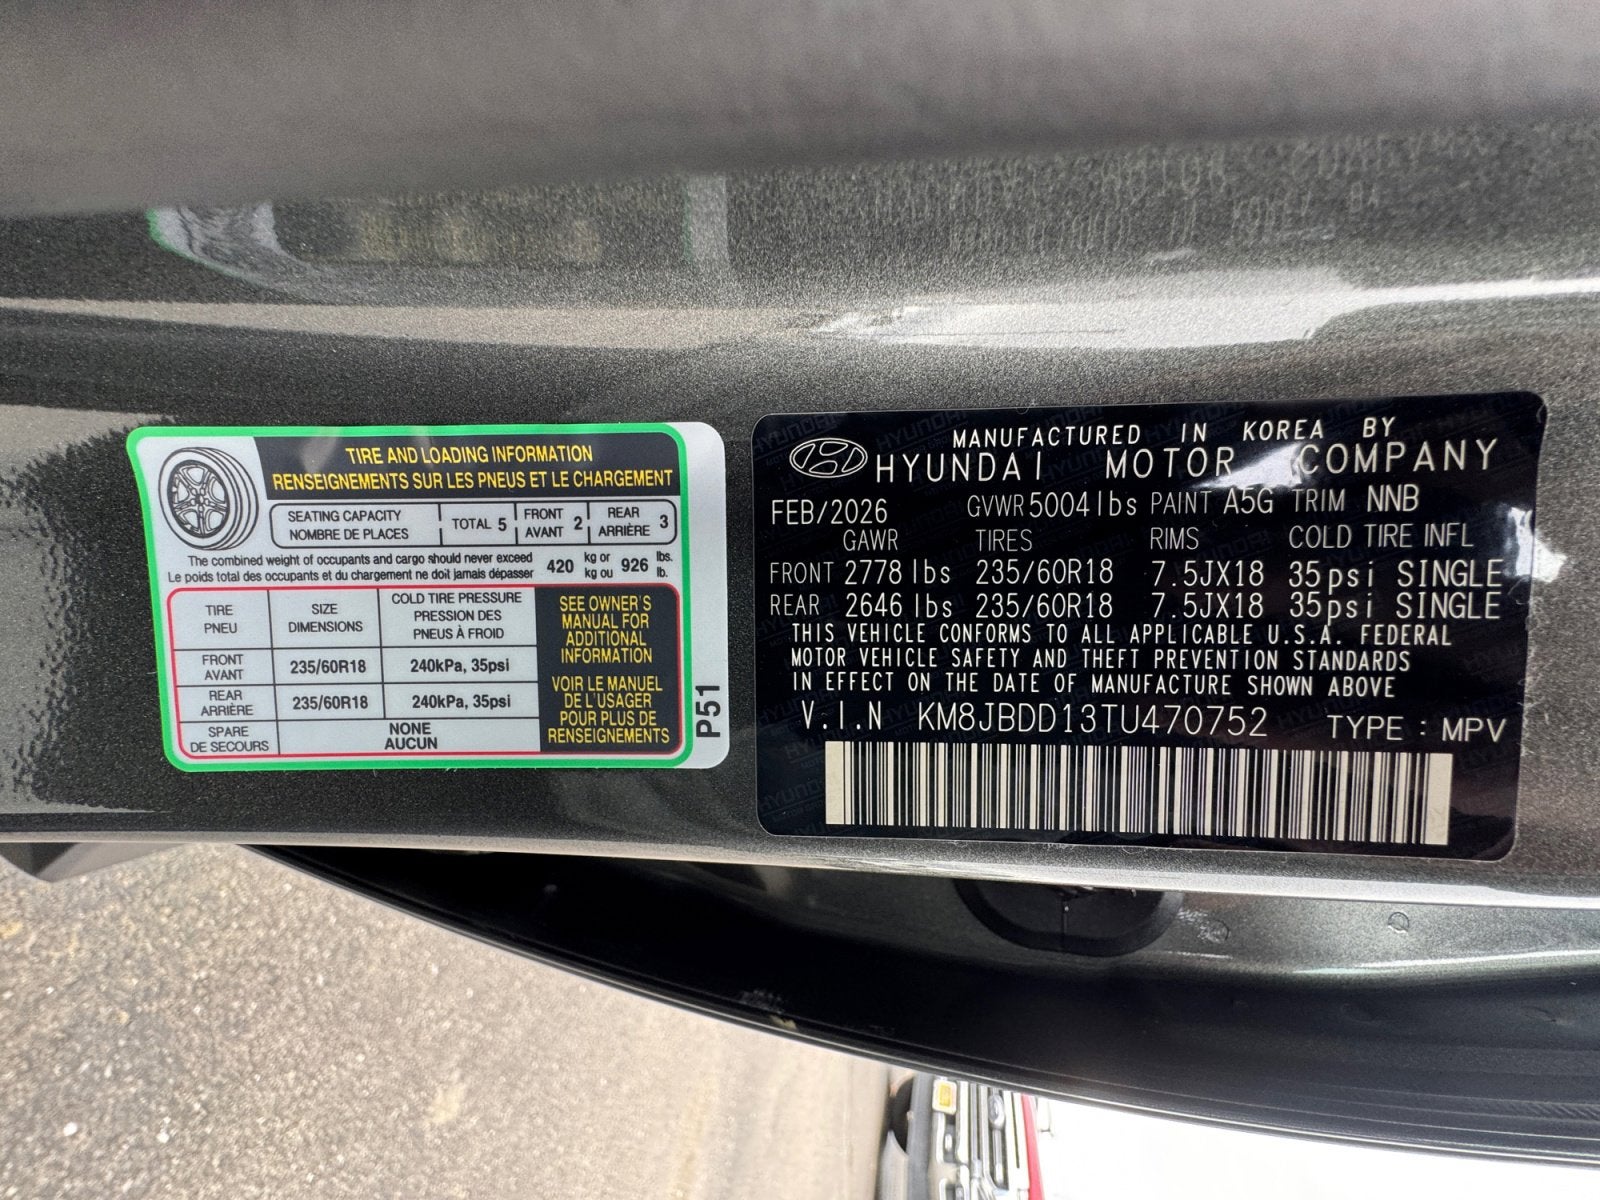 TIRE AND LOADING INFORMATION
RENSEIGNEMENTS SUR LES PNEUS ET LE CHARGEMENT
SEATING CAPACITY
NOMBRE DE PLACES
TOTAL 5
FRONT
AVANT 2
REAR
ARRIÈRE 3
The combined weight of occupants and cargo should never exceed 420 kg or 926 lbs.
Le poids total des occupants et du chargement ne doit jamais dépasser kg ou lb.
TIRE
PNEU
SIZE
DIMENSIONS
COLD TIRE PRESSURE
PRESSION DES
PNEUS À FROID
FRONT
AVANT
235/60R18
240kPa, 35psi
REAR
ARRIÈRE
235/60R18
240kPa, 35psi
SPARE
DE SECOURS
NONE
AUCUN
SEE OWNER'S
MANUAL FOR
ADDITIONAL
INFORMATION
VOIR LE MANUEL
DE L'USAGER
POUR PLUS DE
RENSEIGNEMENTS
P51
MANUFACTURED IN KOREA BY
HYUNDAI MOTOR COMPANY
FEB/2026 GVWR 5004 lbs PAINT A5G TRIM NNB
GAWR TIRES RIMS COLD TIRE INFL
FRONT 2778 lbs 235/60R18 7.5JX18 35psi SINGLE
REAR 2646 lbs 235/60R18 7.5JX18 35psi SINGLE
THIS VEHICLE CONFORMS TO ALL APPLICABLE U.S.A. FEDERAL
MOTOR VEHICLE SAFETY AND THEFT PREVENTION STANDARDS
IN EFFECT ON THE DATE OF MANUFACTURE SHOWN ABOVE
V.I.N KM8JBDD13TU470752 TYPE : MPV